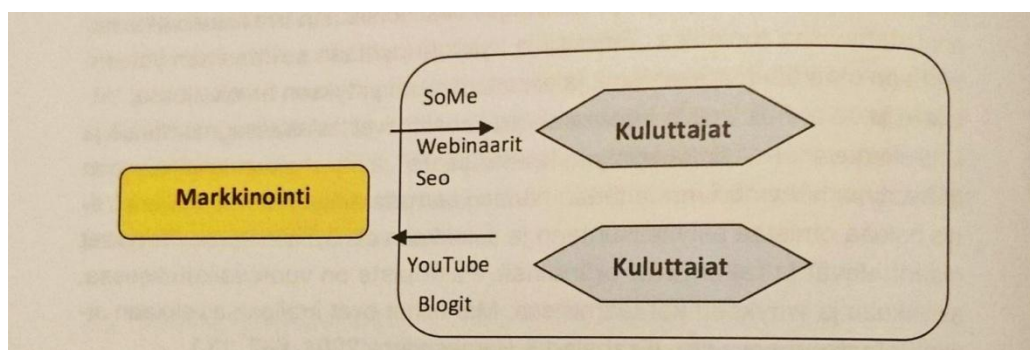 SoMe
Kuluttajat
Webinaarit
Seo
Markkinointi
YouTube
Kuluttajat
Blogit